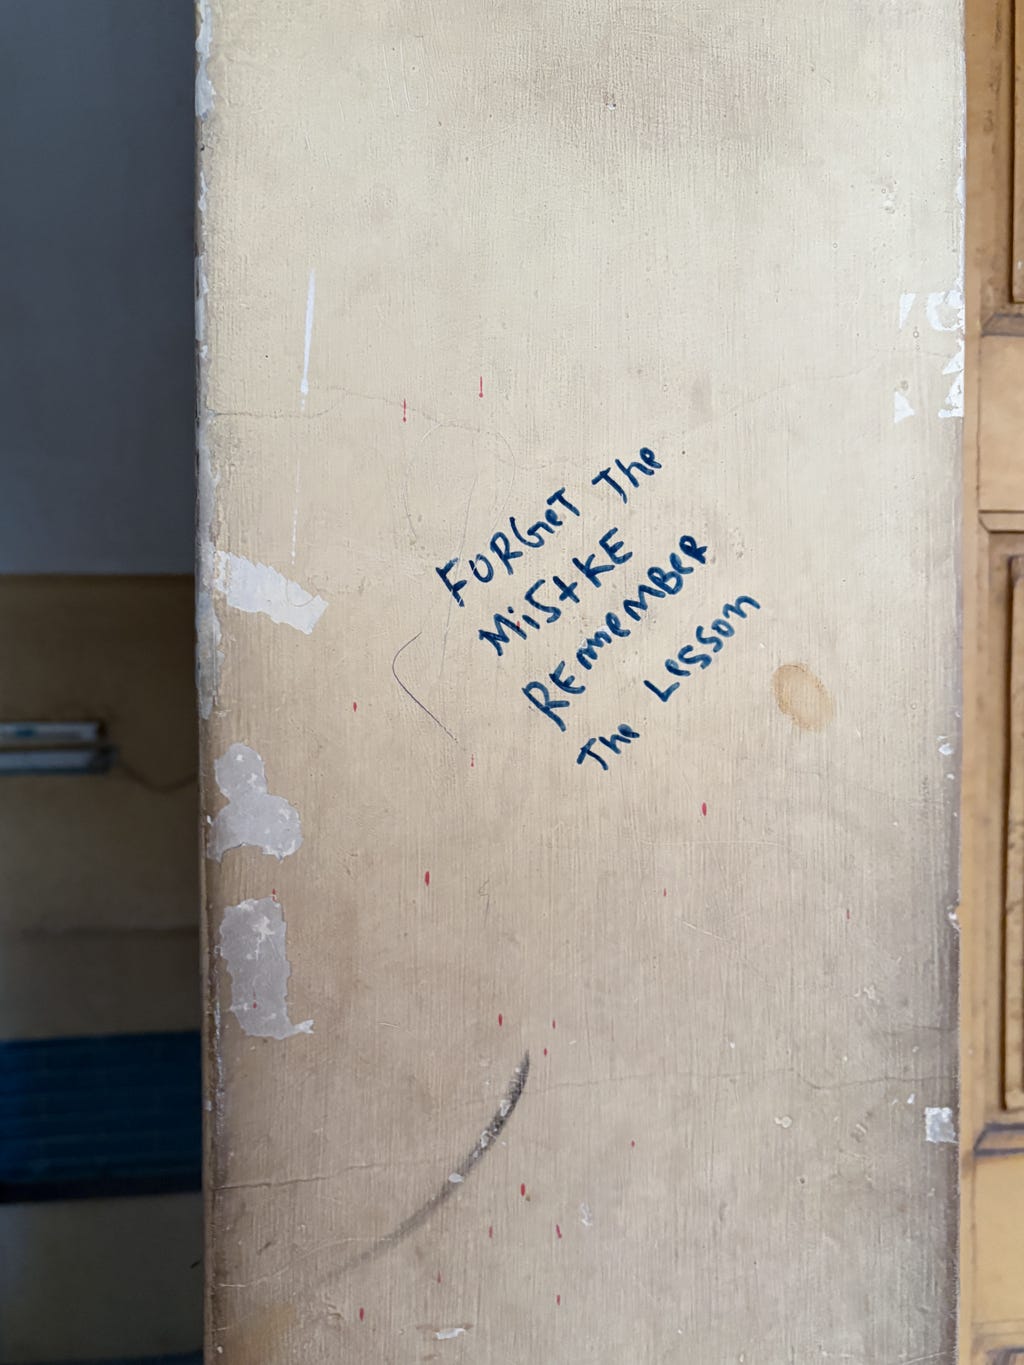 FORGeT The
MiStKE
REmemBeR
The Lesson